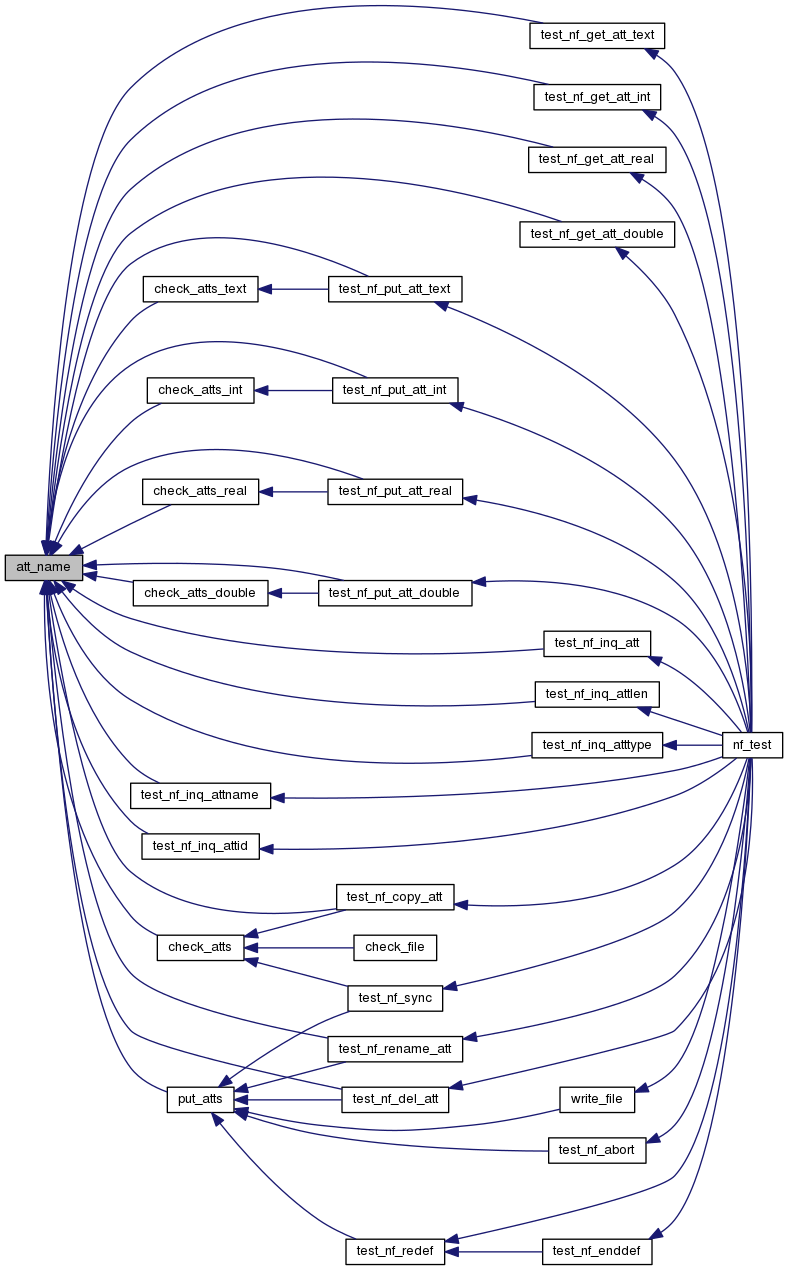 test_nf_get_att_text
test_nf_get_att_int
test_nf_get_att_real
test_nf_get_att_double
check_atts_text
test_nf_put_att_text
check_atts_int
test_nf_put_att_int
check_atts_real
test_nf_put_att_real
att_name
check_atts_double
test_nf_put_att_double
test_nf_inq_att
test_nf_inq_attlen
test_nf_inq_atttype
nf_test
test_nf_inq_attname
test_nf_inq_attid
test_nf_copy_att
check_atts
check_file
test_nf_sync
test_nf_rename_att
put_atts
test_nf_del_att
write_file
test_nf_abort
test_nf_redef
test_nf_enddef